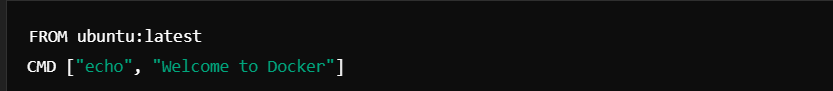 FROM ubuntu:latest
CMD ["echo", "Welcome to Docker"]